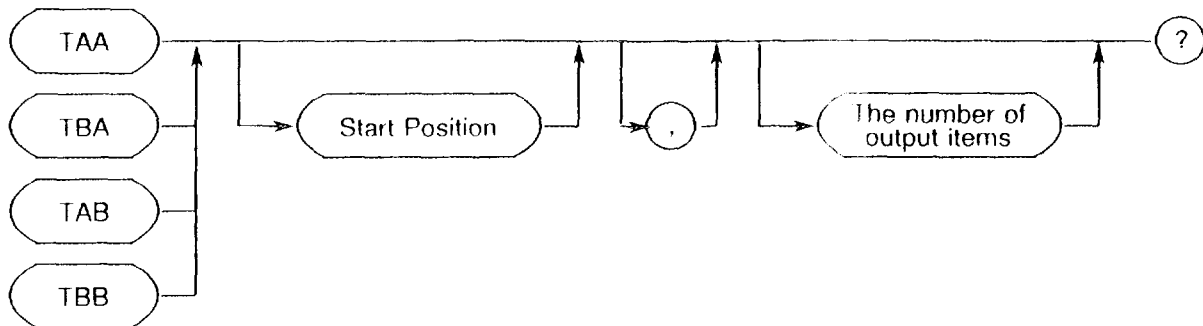 TAA
?
TBA
Start Position
,
The number of
output items
TAB
TBB